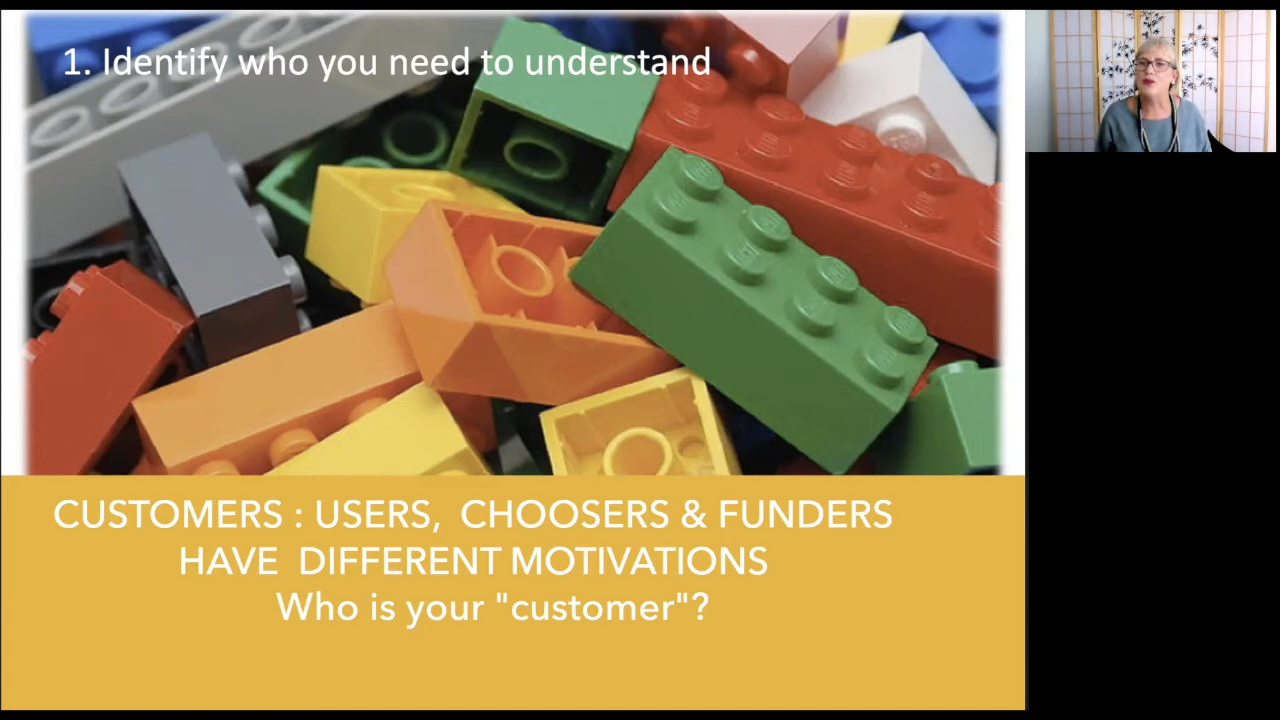 1. Identify who you need to understand
CUSTOMERS : USERS, CHOOSERS & FUNDERS
HAVE DIFFERENT MOTIVATIONS
Who is your "customer"?